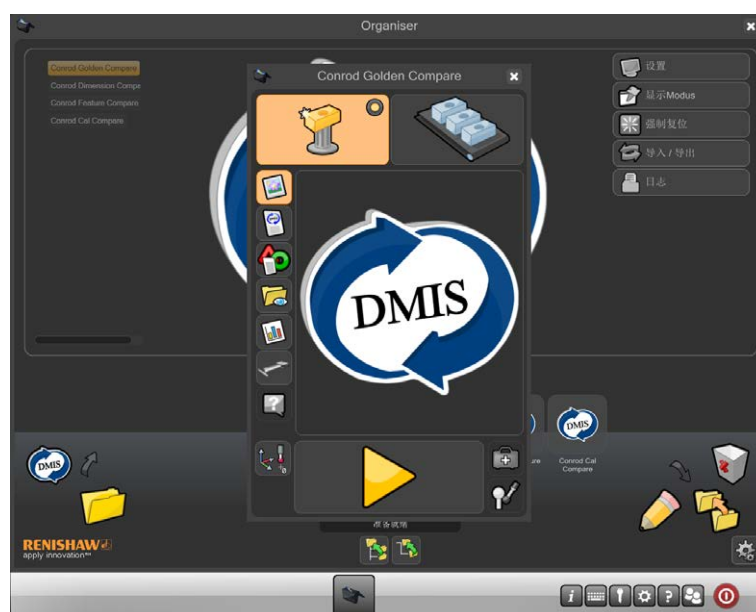 Organiser
Conrod Golden Compare
Conrod Dimension Compa
Conrod Feature Compare
Conrod Cal Compare
Conrod Golden Compare
设置
显示Modus
强制复位
导入 / 导出
日志
DMIS
DMIS
DMIS
ure
Conrod Cal
Compare
准备就绪
RENISHAW
apply innovation™